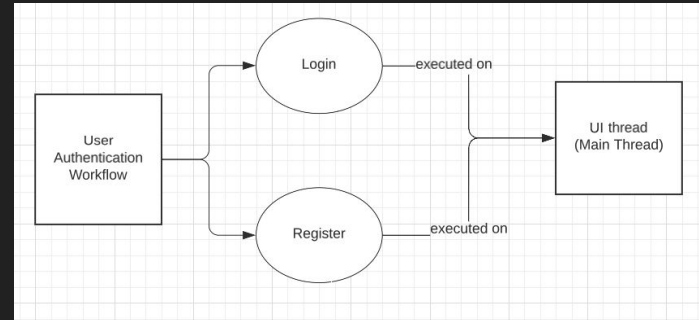 User
Authentication
Workflow
Login
executed on
Register
executed on
UI thread
(Main Thread)